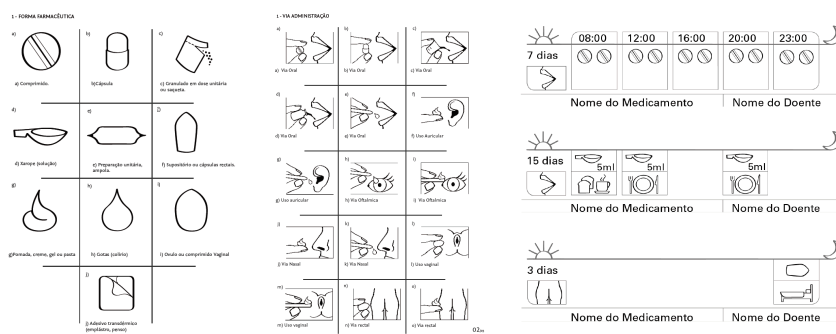 1 - FORMA FARMACÊUTICA
a)
b)
c)
a) Comprimido.
b)Cápsula
c) Granulado em dose unitária
ou saqueta.
d)
e)
J)
d) Xarope (solução)
e) Preparação unitária,
ampola.
f) Supositório ou cápsulas rectais.
g)
h)
i)
g)Pomada, creme, gel ou pasta
h) Gotas (colírio)
i) Ovulo ou comprimido Vaginal
j)
j) Adesivo transdérmico
(emplastro, penso)
1 - VIA ADMINISTRAÇÃO
a)
b)
c)
a) Via Oral
b) Via Oral
c) Via Oral
d)
e)
f)
d) Via Oral
e) Via Oral
f) Uso Auricular
g)
h)
i)
g) Uso auricular
h) Via Oftalmica
i) Via Oftalmica
j)
k)
l)
j) Via Nasal
k) Via Nasal
l) Uso vaginal
m)
m) Uso vaginal
n) Via rectal
o) Via rectal
08:00 12:00 16:00 20:00 23:00
7 dias
Nome do Medicamento Nome do Doente
15 dias
5ml 5ml 5ml
Nome do Medicamento Nome do Doente
3 dias
Nome do Medicamento Nome do Doente